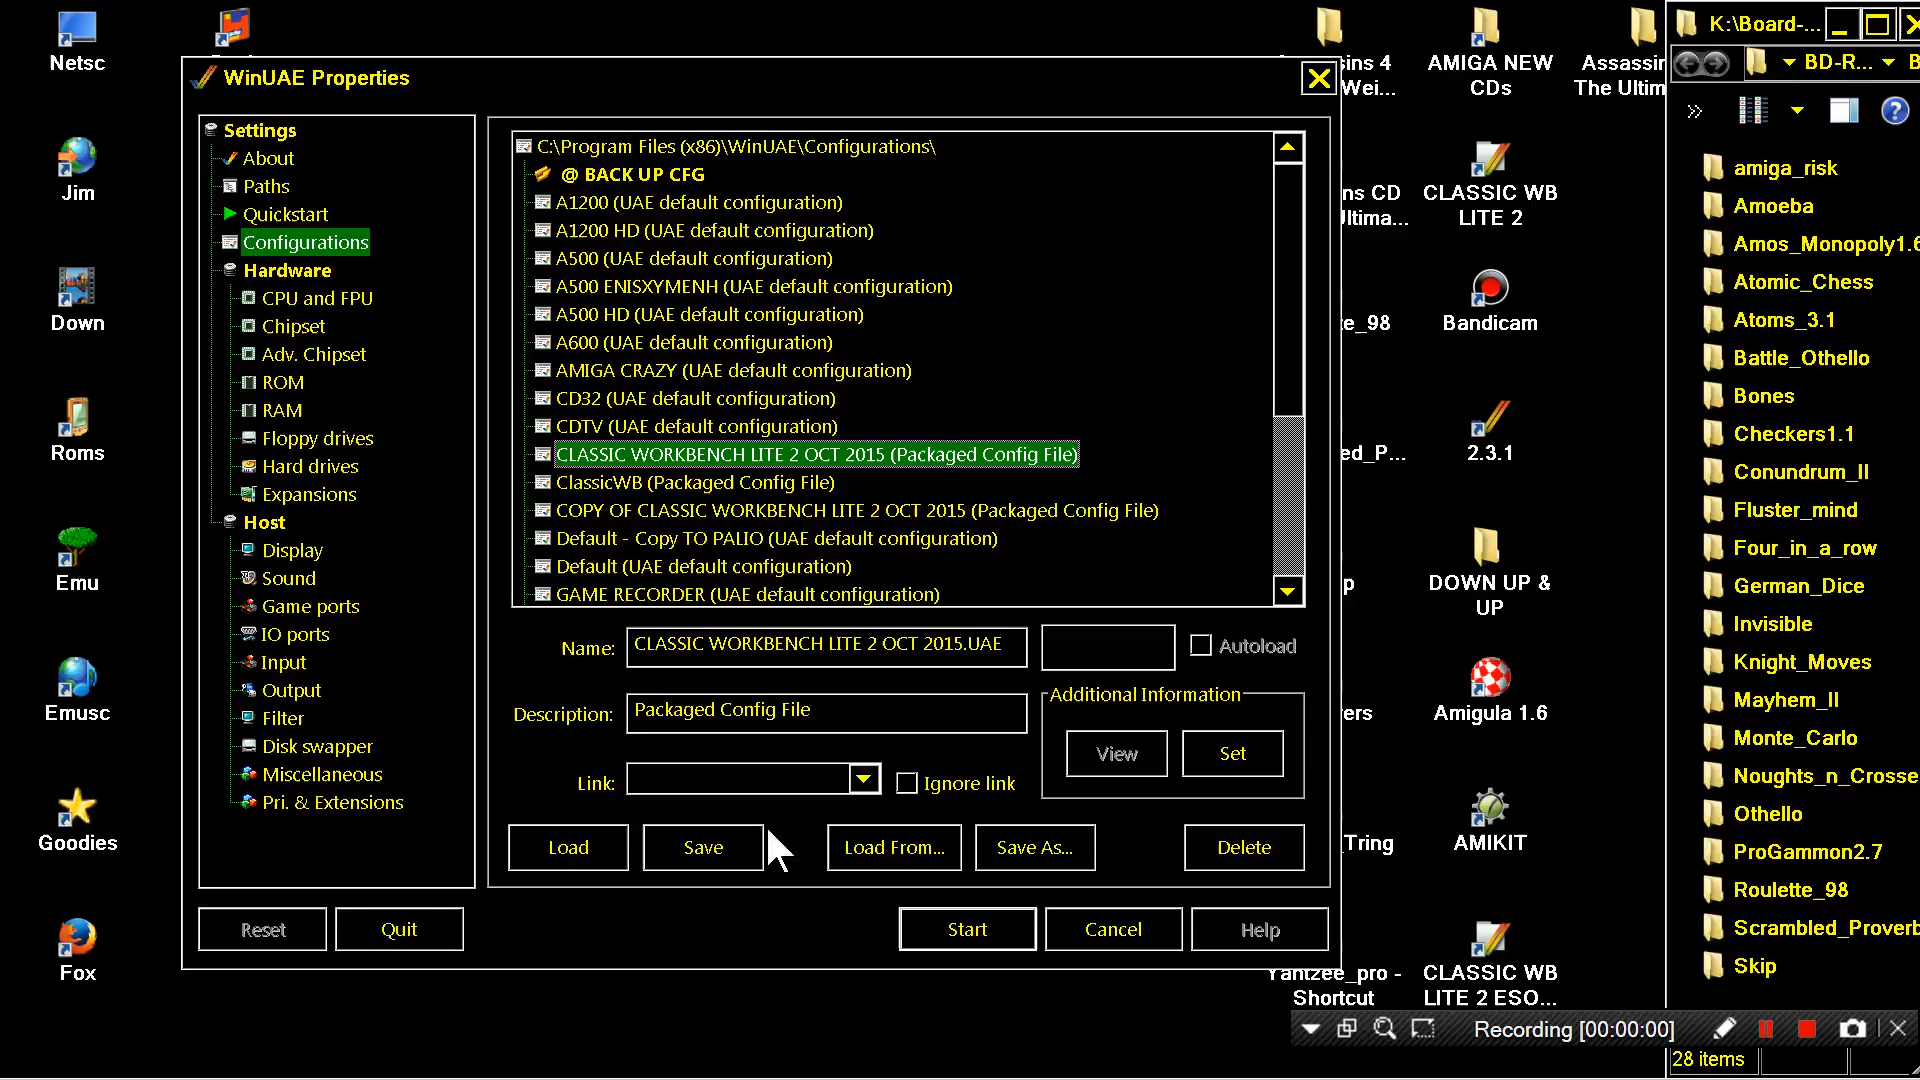 Netsc
Jim
Down
Roms
Emu
Emusc
Goodies
Fox
WinUAE Properties
Settings
About
Paths
Quickstart
Configurations
Hardware
CPU and FPU
Chipset
Adv. Chipset
ROM
RAM
Floppy drives
Hard drives
Expansions
Host
Display
Sound
Game ports
IO ports
Input
Output
Filter
Disk swapper
Miscellaneous
Pri. & Extensions
Reset
Quit
C:\Program Files (x86)\WinUAE\Configurations\
@ BACK UP CFG
A1200 (UAE default configuration)
A1200 HD (UAE default configuration)
A500 (UAE default configuration)
A500 ENISXYMENH (UAE default configuration)
A500 HD (UAE default configuration)
A600 (UAE default configuration)
AMIGA CRAZY (UAE default configuration)
CD32 (UAE default configuration)
CDTV (UAE default configuration)
CLASSIC WORKBENCH LITE 2 OCT 2015 (Packaged Config File)
ClassicWB (Packaged Config File)
COPY OF CLASSIC WORKBENCH LITE 2 OCT 2015 (Packaged Config File)
Default - Copy TO PALIO (UAE default configuration)
Default (UAE default configuration)
GAME RECORDER (UAE default configuration)
Name: CLASSIC WORKBENCH LITE 2 OCT 2015.UAE
Autoload
Description: Packaged Config File
Additional Information
View
Set
Link:
Ignore link
Load
Save
Load From...
Save As...
Delete
Start
Cancel
Help
sins 4
Wei...
ns CD
Ultima...
te_98
ed_P...
p
ers
_Tring
Yahtzee_pro -
Shortcut
AMIGA NEW
CDs
CLASSIC WB
LITE 2
Bandicam
2.3.1
DOWN UP &
UP
Amigula 1.6
AMIKIT
CLASSIC WB
LITE 2 ESO...
Assassin
The Ultim
K:\Board-...
BD-R...
B
amiga_risk
Amoeba
Amos_Monopoly1.6
Atomic_Chess
Atoms_3.1
Battle_Othello
Bones
Checkers1.1
Conundrum_II
Fluster_mind
Four_in_a_row
German_Dice
Invisible
Knight_Moves
Mayhem_II
Monte_Carlo
Noughts_n_Crosse
Othello
ProGammon2.7
Roulette_98
Scrambled_Proverb
Skip
Recording [00:00:00]
28 items